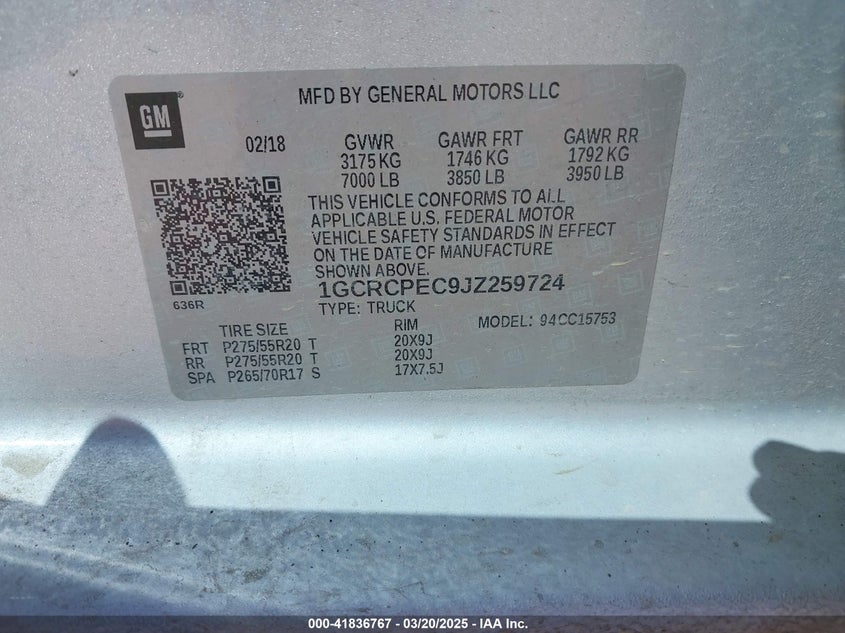 GM
MFD BY GENERAL MOTORS LLC
02/18 GVWR GAWR FRT GAWR RR
3175 KG 1746 KG 1792 KG
7000 LB 3850 LB 3950 LB
THIS VEHICLE CONFORMS TO ALL
APPLICABLE U.S. FEDERAL MOTOR
VEHICLE SAFETY STANDARDS IN EFFECT
ON THE DATE OF MANUFACTURE
SHOWN ABOVE.
636R
1GCRCPEC9JZ259724
TYPE: TRUCK
TIRE SIZE RIM MODEL: 94CC15753
FRT P275/55R20 T 20X9J
RR P275/55R20 T 20X9J
SPA P265/70R17 S 17X7.5J
000-41836767 — 03/20/2025 — IAA Inc.